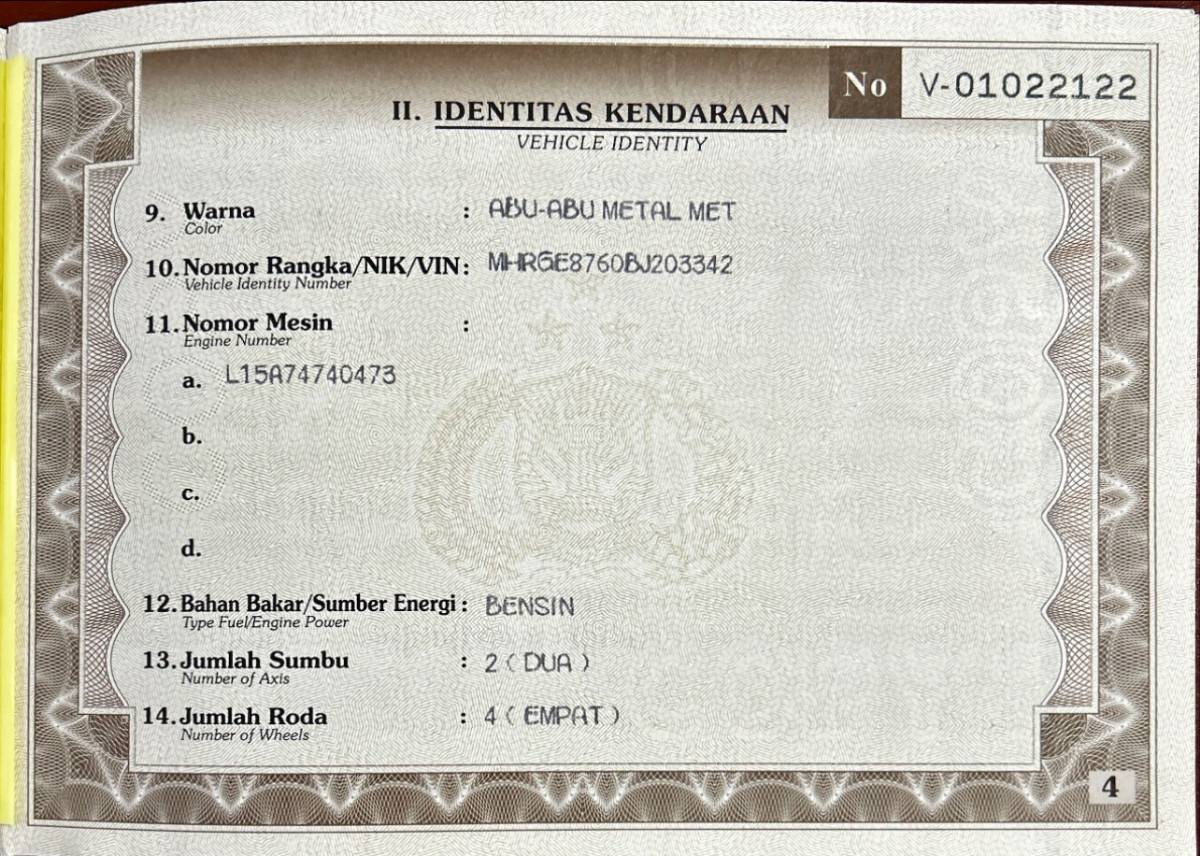 No V-01022122
II. IDENTITAS KENDARAAN
VEHICLE IDENTITY
9. Warna : ABU-ABU METAL MET
Color
10. Nomor Rangka/NIK/VIN: MHRGE8760BJ203342
Vehicle Identity Number
11. Nomor Mesin :
Engine Number
a. L15A74740473
b.
c.
d.
12. Bahan Bakar/Sumber Energi : BENSIN
Type Fuel/Engine Power
13. Jumlah Sumbu : 2 ( DUA )
Number of Axis
14. Jumlah Roda : 4 ( EMPAT )
Number of Wheels
4